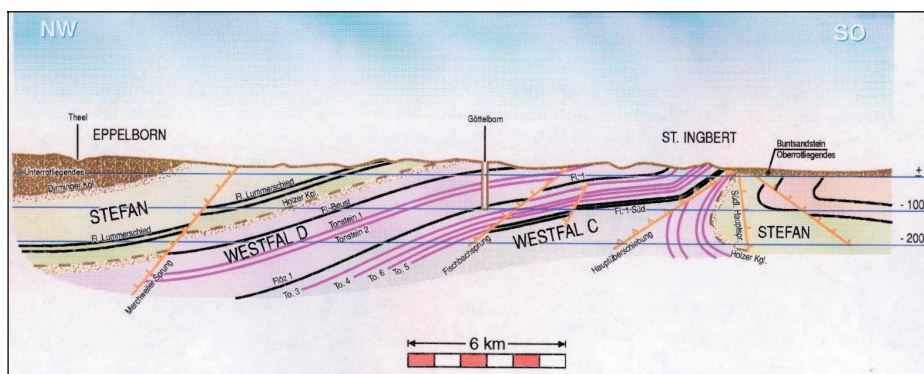 NW
SO
Theel
EPPELBORN
Göttelborn
ST. INGBERT
Buntsandstein
Oberrotliegendes
Unterrotliegendes
Dirminger Kgl.
Fl. Lummerschied
Holzer Kgl.
Fl.-1
+
STEFAN
Fl.-Beust
Tonstein 1
Tonstein 2
Fl.-1-Süd
Südl. Hauptspr.
- 100
Fl. Lummerschied
WESTFAL D
WESTFAL C
STEFAN
- 200
Merchweiler Sprung
Flöz 1
To. 3
To. 4
To. 6
To. 5
Fischbachsprung
Hauptüberschiebung
Holzer Kgl.
6 km